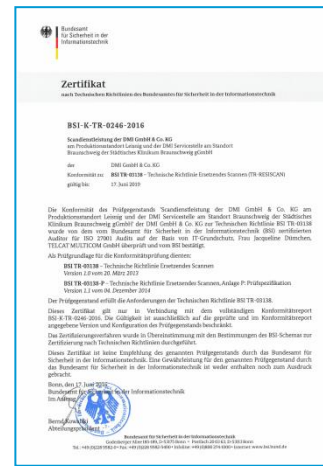 Bundesamt
für Sicherheit in der
Informationstechnik
Zertifikat
nach Technischen Richtlinien des Bundesamtes für Sicherheit in der Informationstechnik
BSI-K-TR-0246-2016
Scandienstleistung der DMI GmbH & Co. KG
am Produktionsstandort Leisnig und der DMI Servicestelle am Standort
Braunschweig der Städtisches Klinikum Braunschweig gGmbH
der DMI GmbH & Co. KG
Konformität zu: BSI TR-03138 – Technische Richtlinie Ersetzendes Scannen (TR-RESISCAN)
gültig bis: 17. Juni 2019
Die Konformität des Prüfgegenstands "Scandienstleistung der DMI GmbH & Co. KG am
Produktionsstandort Leisnig und der DMI Servicestelle am Standort Braunschweig der Städtisches
Klinikum Braunschweig gGmbH" der DMI GmbH & Co. KG zur Technischen Richtlinie BSI TR-03138
wurde von dem vom Bundesamt für Sicherheit in der Informationstechnik (BSI) zertifizierten
Auditor für ISO 27001 Audits auf der Basis von IT-Grundschutz, Frau Jacqueline Dümchen,
TELCAT MULTICOM GmbH überprüft und vom BSI bestätigt.
Als Prüfgrundlage für die Konformitätsprüfung dienten:
BSI TR-03138 – Technische Richtlinie Ersetzendes Scannen
Version 1.0 vom 20. März 2013
BSI TR-03138-P – Technische Richtlinie Ersetzendes Scannen, Anlage P: Prüfspezifikation
Version 1.1 vom 04. Dezember 2014
Der Prüfgegenstand erfüllt die Anforderungen der Technischen Richtlinie BSI TR-03138.
Dieses Zertifikat gilt nur in Verbindung mit dem vollständigen Konformitätsreport
BSI-K-TR-0246-2016. Die Gültigkeit ist ausschließlich auf die geprüfte und im Konformitätsreport
angegebene Version und Konfiguration des Prüfgegenstands beschränkt.
Das Zertifizierungsverfahren wurde in Übereinstimmung mit den Bestimmungen des BSI-Schemas zur
Zertifizierung nach Technischen Richtlinien durchgeführt.
Dieses Zertifikat ist keine Empfehlung des genannten Prüfgegenstands durch das Bundesamt für
Sicherheit in der Informationstechnik. Eine Gewährleistung für den genannten Prüfgegenstand durch
das Bundesamt für Sicherheit in der Informationstechnik ist weder enthalten noch zum Ausdruck
gebracht.
Bonn, den 17. Juni 2016
Bundesamt für Sicherheit in der Informationstechnik
Im Auftrag
Bernd Kowalski
Abteilungspräsident
Bundesamt für Sicherheit in der Informationstechnik